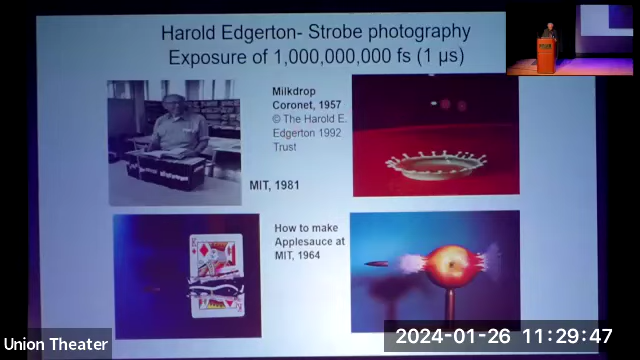 Harold Edgerton- Strobe photography
Exposure of 1,000,000,000 fs (1 µs)
Milkdrop
Coronet, 1957
© The Harold E.
Edgerton 1992
Trust
MIT, 1981
How to make
Applesauce at
MIT, 1964
Union Theater
2024-01-26 11:29:47